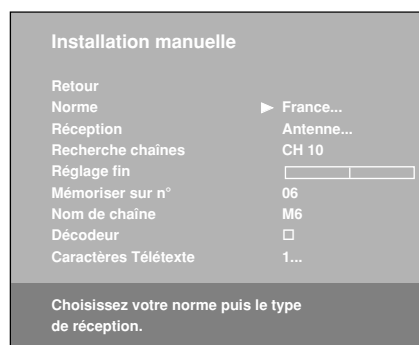 Installation manuelle
Retour
Norme ► France...
Réception Antenne...
Recherche chaînes CH 10
Réglage fin
Mémoriser sur n° 06
Nom de chaîne M6
Décodeur □
Caractères Télétexte 1...
Choisissez votre norme puis le type
de réception.